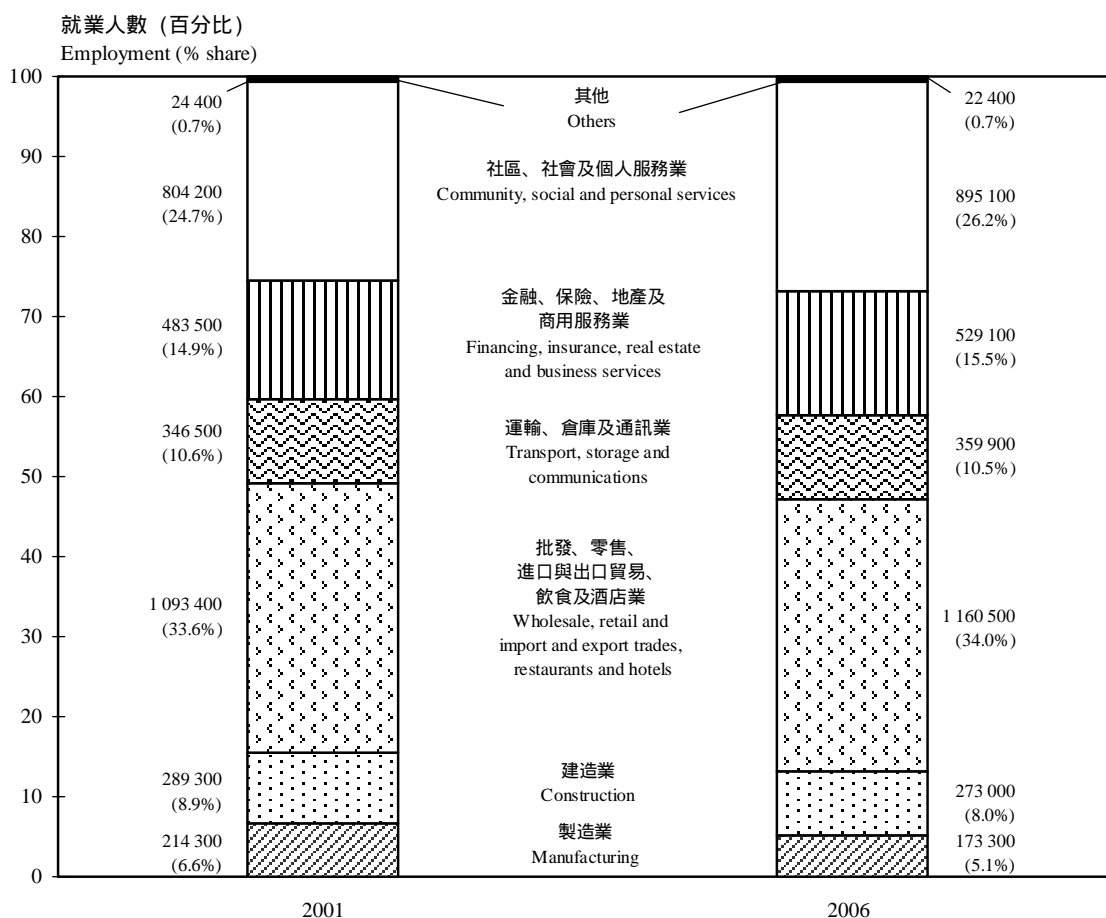 就業人數 (百分比)
Employment (% share)
100
90
80
70
60
50
40
30
20
10
0
24 400
(0.7%)
804 200
(24.7%)
483 500
(14.9%)
346 500
(10.6%)
1 093 400
(33.6%)
289 300
(8.9%)
214 300
(6.6%)
其他
Others
社區、社會及個人服務業
Community, social and personal services
金融、保險、地產及
商用服務業
Financing, insurance, real estate
and business services
運輸、倉庫及通訊業
Transport, storage and
communications
批發、零售、
進口與出口貿易、
飲食及酒店業
Wholesale, retail and
import and export trades,
restaurants and hotels
建造業
Construction
製造業
Manufacturing
22 400
(0.7%)
895 100
(26.2%)
529 100
(15.5%)
359 900
(10.5%)
1 160 500
(34.0%)
273 000
(8.0%)
173 300
(5.1%)
2001
2006